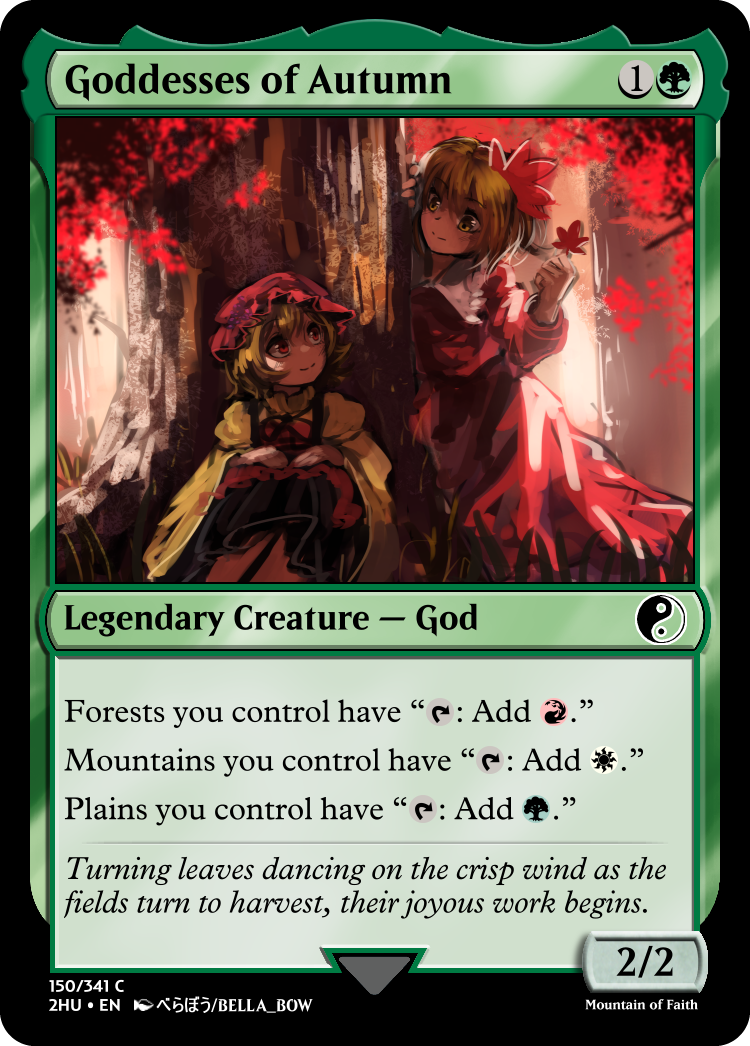 Goddesses of Autumn 1
Legendary Creature — God
Forests you control have “: Add .”
Mountains you control have “: Add .”
Plains you control have “: Add .”
Turning leaves dancing on the crisp wind as the
fields turn to harvest, their joyous work begins.
2/2
150/341 C
2HU • EN べらぼう/BELLA_BOW
Mountain of Faith